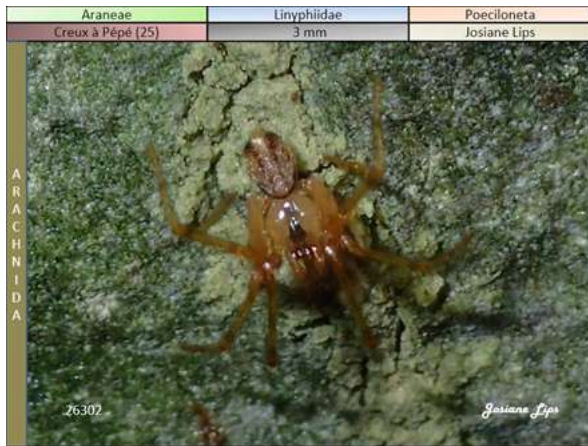 Araneae Linyphiidae Poeciloneta
Creux à Pépé (25) 3 mm Josiane Lips
ARACHNIDA
26302 Josiane Lips